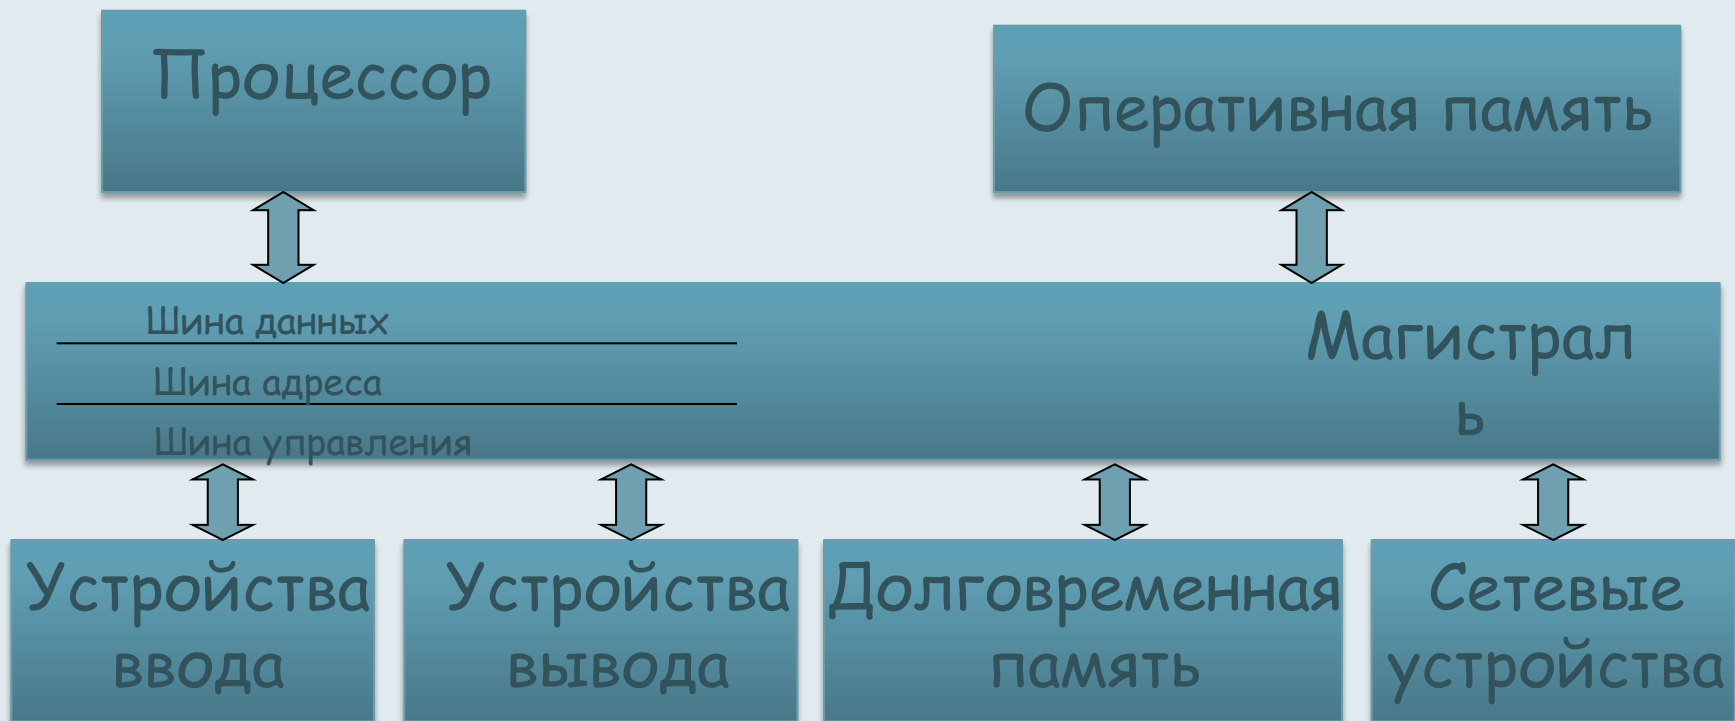 Процессор
Оперативная память
Шина данных
Шина адреса
Шина управления
Магистрал
ь
Устройства
ввода
Устройства
вывода
Долговременная
память
Сетевые
устройства